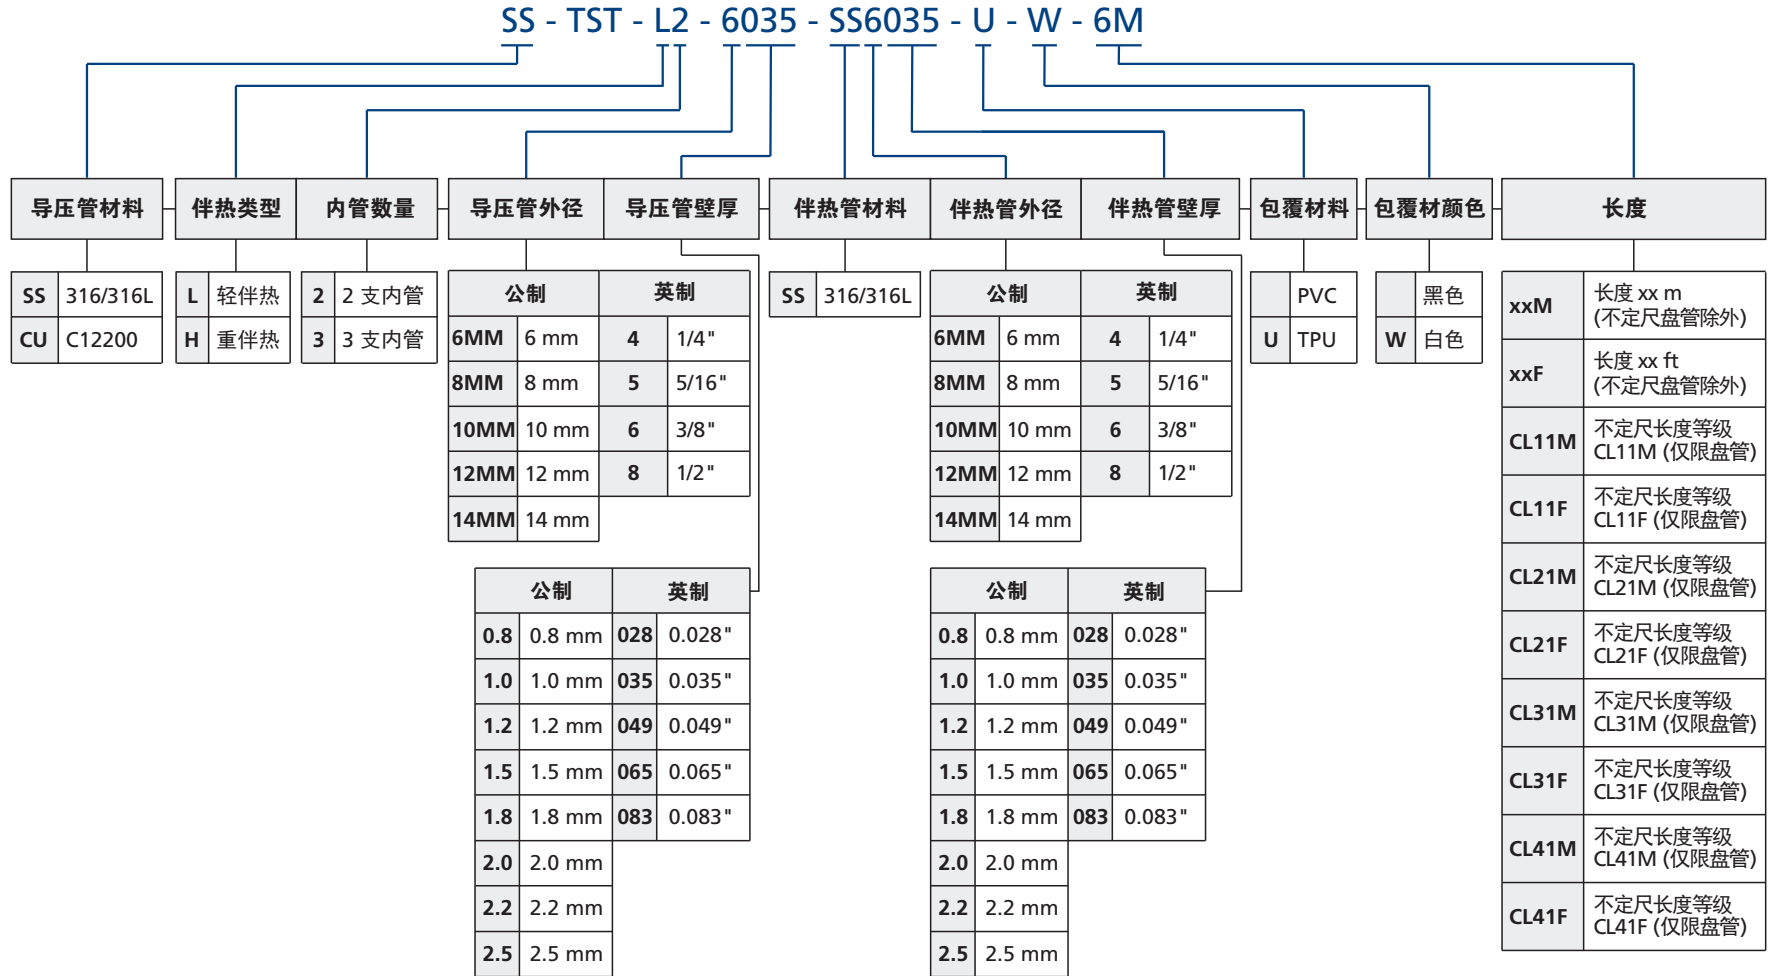 SS - TST - L2 - 6035 - SS6035 - U - W - 6M
导压管材料 伴热类型 内管数量 导压管外径 导压管壁厚 伴热管材料 伴热管外径 伴热管壁厚 包覆材料 包覆材颜色 长度
SS 316/316L
CU C12200
L 轻伴热
H 重伴热
2 2 支内管
3 3 支内管
公制 英制
6MM 6 mm 4 1/4"
8MM 8 mm 5 5/16"
10MM 10 mm 6 3/8"
12MM 12 mm 8 1/2"
14MM 14 mm
公制 英制
0.8 0.8 mm 028 0.028"
1.0 1.0 mm 035 0.035"
1.2 1.2 mm 049 0.049"
1.5 1.5 mm 065 0.065"
1.8 1.8 mm 083 0.083"
2.0 2.0 mm
2.2 2.2 mm
2.5 2.5 mm
SS 316/316L
公制 英制
6MM 6 mm 4 1/4"
8MM 8 mm 5 5/16"
10MM 10 mm 6 3/8"
12MM 12 mm 8 1/2"
14MM 14 mm
公制 英制
0.8 0.8 mm 028 0.028"
1.0 1.0 mm 035 0.035"
1.2 1.2 mm 049 0.049"
1.5 1.5 mm 065 0.065"
1.8 1.8 mm 083 0.083"
2.0 2.0 mm
2.2 2.2 mm
2.5 2.5 mm
PVC
U TPU
黑色
W 白色
xxM 长度 xx m
(不定尺盘管除外)
xxF 长度 xx ft
(不定尺盘管除外)
CL11M 不定尺长度等级
CL11M (仅限盘管)
CL11F 不定尺长度等级
CL11F (仅限盘管)
CL21M 不定尺长度等级
CL21M (仅限盘管)
CL21F 不定尺长度等级
CL21F (仅限盘管)
CL31M 不定尺长度等级
CL31M (仅限盘管)
CL31F 不定尺长度等级
CL31F (仅限盘管)
CL41M 不定尺长度等级
CL41M (仅限盘管)
CL41F 不定尺长度等级
CL41F (仅限盘管)